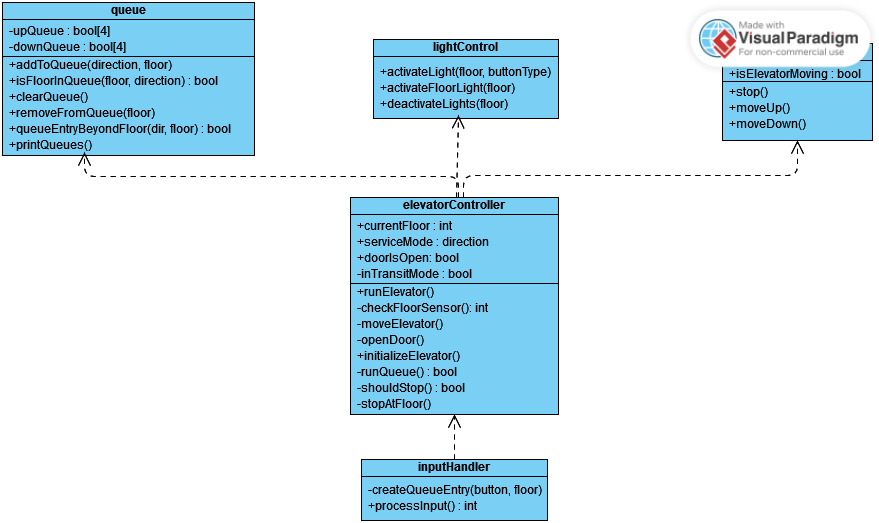 queue
-upQueue : bool[4]
-downQueue : bool[4]
+addToQueue(direction, floor)
+isFloorInQueue(floor, direction) : bool
+clearQueue()
+removeFromQueue(floor)
+queueEntryBeyondFloor(dir, floor) : bool
+printQueues()
lightControl
+activateLight(floor, buttonType)
+activateFloorLight(floor)
+deactivateLights(floor)
Made with
VisualParadigm
For non-commercial use
+isElevatorMoving : bool
+stop()
+moveUp()
+moveDown()
elevatorController
+currentFloor : int
+serviceMode : direction
+doorIsOpen: bool
-inTransitMode : bool
+runElevator()
-checkFloorSensor(): int
-moveElevator()
-openDoor()
+initializeElevator()
-runQueue() : bool
-shouldStop() : bool
-stopAtFloor()
inputHandler
-createQueueEntry(button, floor)
+processInput() : int